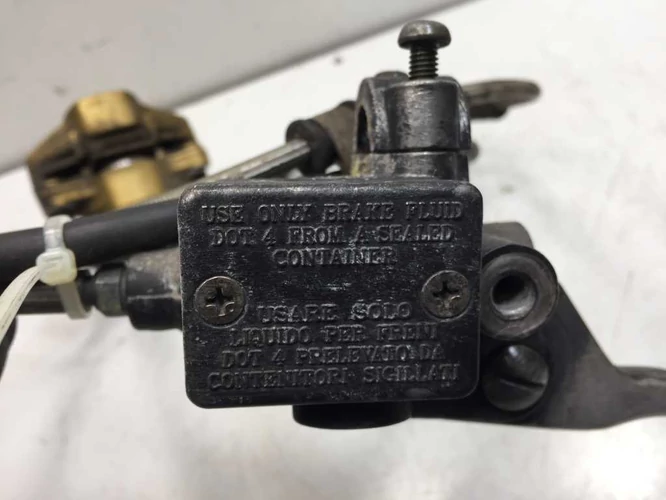 USE ONLY BRAKE FLUID
DOT 4 FROM A SEALED
CONTAINER
USARE SOLO
LIQUIDO PER FRENI
DOT 4 PRELEVATO DA
CONTENITORI SIGILLATI